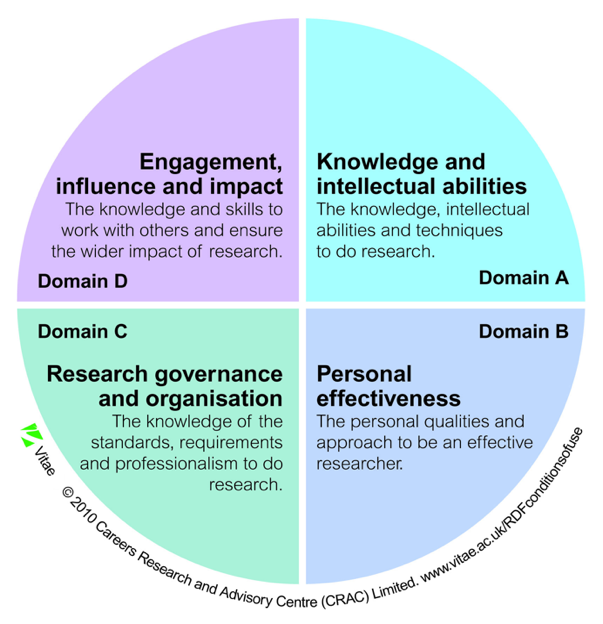 Engagement,
influence and impact
The knowledge and skills to
work with others and ensure
the wider impact of research.
Domain D
Knowledge and
intellectual abilities
The knowledge, intellectual
abilities and techniques
to do research.
Domain A
Domain C
Research governance
and organisation
The knowledge of the
standards, requirements
and professionalism to do
research.
Domain B
Personal
effectiveness
The personal qualities and
approach to be an effective
researcher.
Vitae
© 2010 Careers Research and Advisory Centre (CRAC) Limited. www.vitae.ac.uk/RDFconditionsofuse